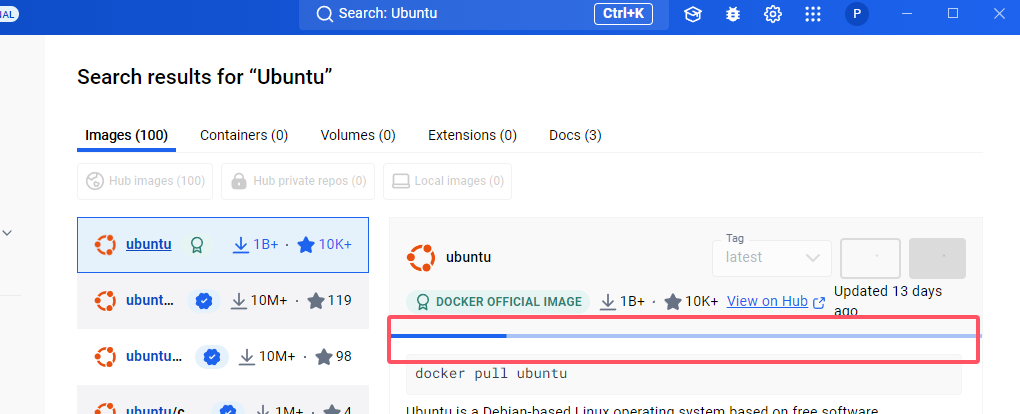 NAL
Search: Ubuntu
Ctrl+K
P
Search results for “Ubuntu”
Images (100)
Containers (0)
Volumes (0)
Extensions (0)
Docs (3)
Hub images (100)
Hub private repos (0)
Local images (0)
ubuntu
1B+ · 10K+
ubunt...
10M+ · 119
ubuntu...
10M+ · 98
ubuntu/c
1M+ · 4
ubuntu
Tag
latest
DOCKER OFFICIAL IMAGE
1B+ · 10K+
View on Hub
Updated 13 days
ago
docker pull ubuntu
Ubuntu is a Debian-based Linux operating system based on free software.